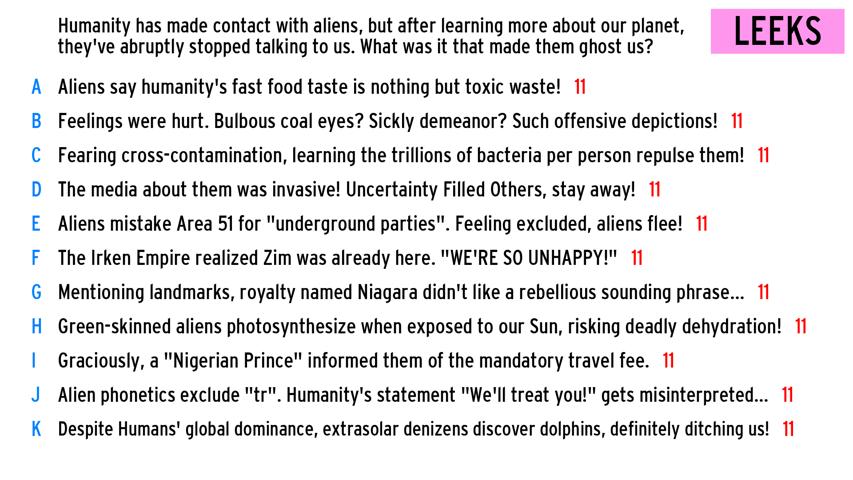 Humanity has made contact with aliens, but after learning more about our planet,
they've abruptly stopped talking to us. What was it that made them ghost us?
LEEKS
A Aliens say humanity's fast food taste is nothing but toxic waste! 11
B Feelings were hurt. Bulbous coal eyes? Sickly demeanor? Such offensive depictions! 11
C Fearing cross-contamination, learning the trillions of bacteria per person repulse them! 11
D The media about them was invasive! Uncertainty Filled Others, stay away! 11
E Aliens mistake Area 51 for "underground parties". Feeling excluded, aliens flee! 11
F The Irken Empire realized Zim was already here. "WE'RE SO UNHAPPY!" 11
G Mentioning landmarks, royalty named Niagara didn't like a rebellious sounding phrase... 11
H Green-skinned aliens photosynthesize when exposed to our Sun, risking deadly dehydration! 11
I Graciously, a "Nigerian Prince" informed them of the mandatory travel fee. 11
J Alien phonetics exclude "tr". Humanity's statement "We'll treat you!" gets misinterpreted... 11
K Despite Humans' global dominance, extrasolar denizens discover dolphins, definitely ditching us! 11